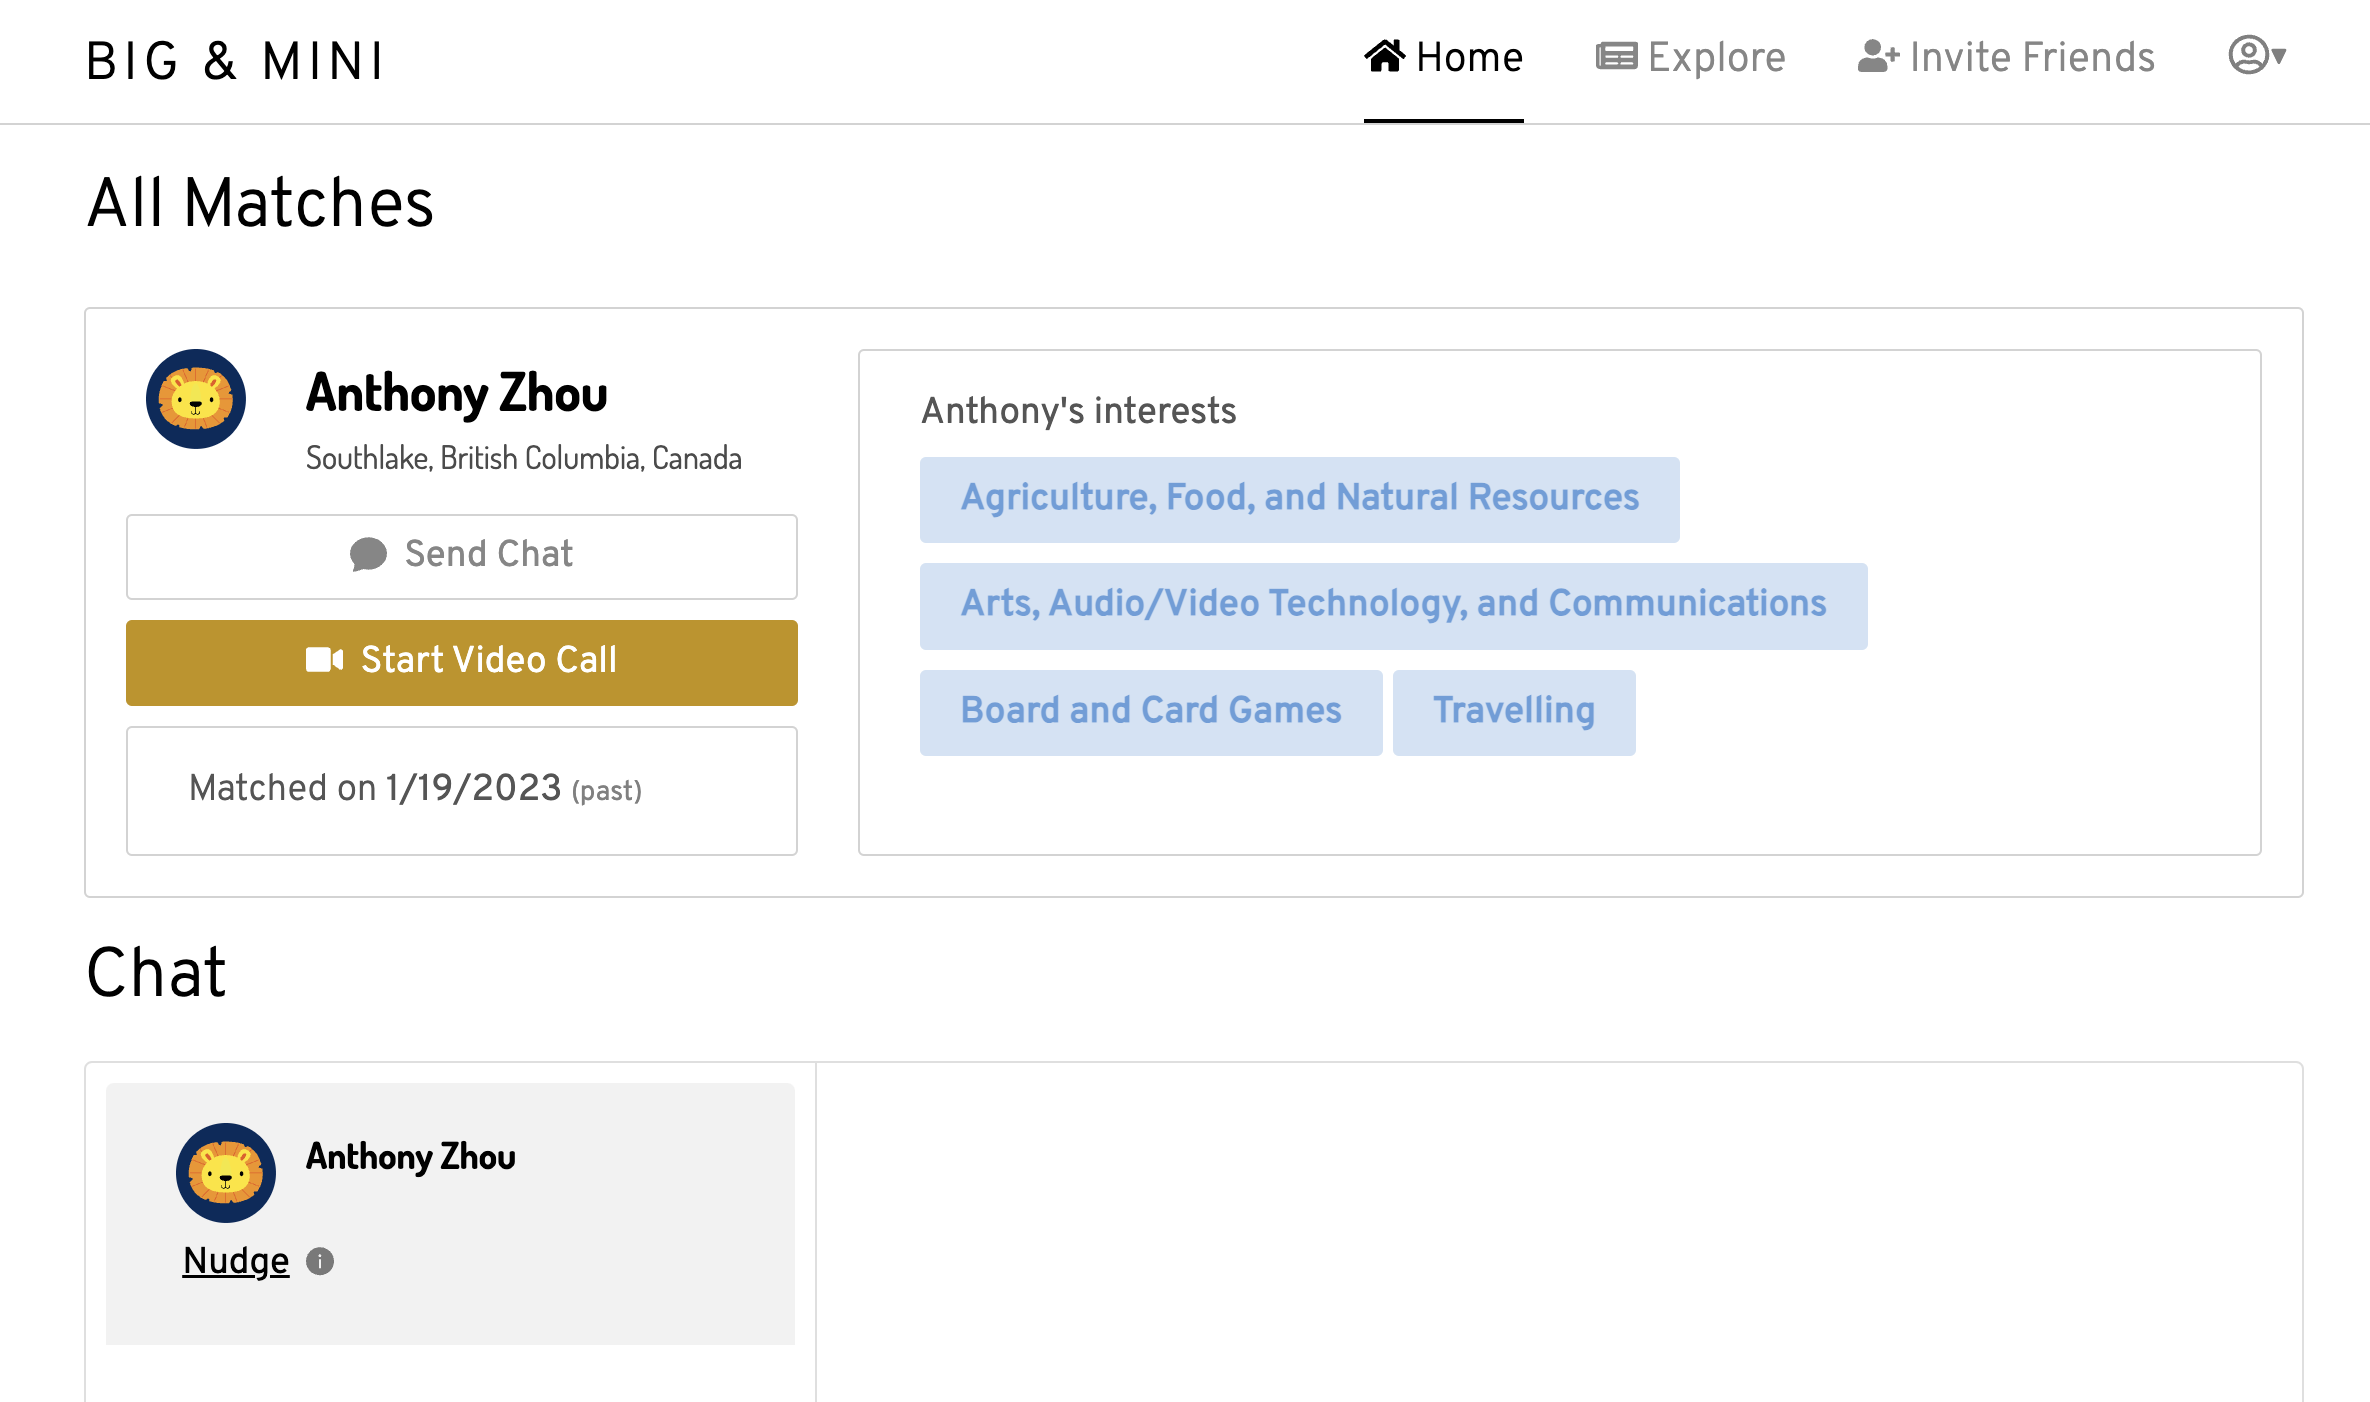 BIG & MINI
Home
Explore
Invite Friends
All Matches
Anthony Zhou
Southlake, British Columbia, Canada
Send Chat
Start Video Call
Matched on 1/19/2023 (past)
Anthony's interests
Agriculture, Food, and Natural Resources
Arts, Audio/Video Technology, and Communications
Board and Card Games
Travelling
Chat
Anthony Zhou
Nudge